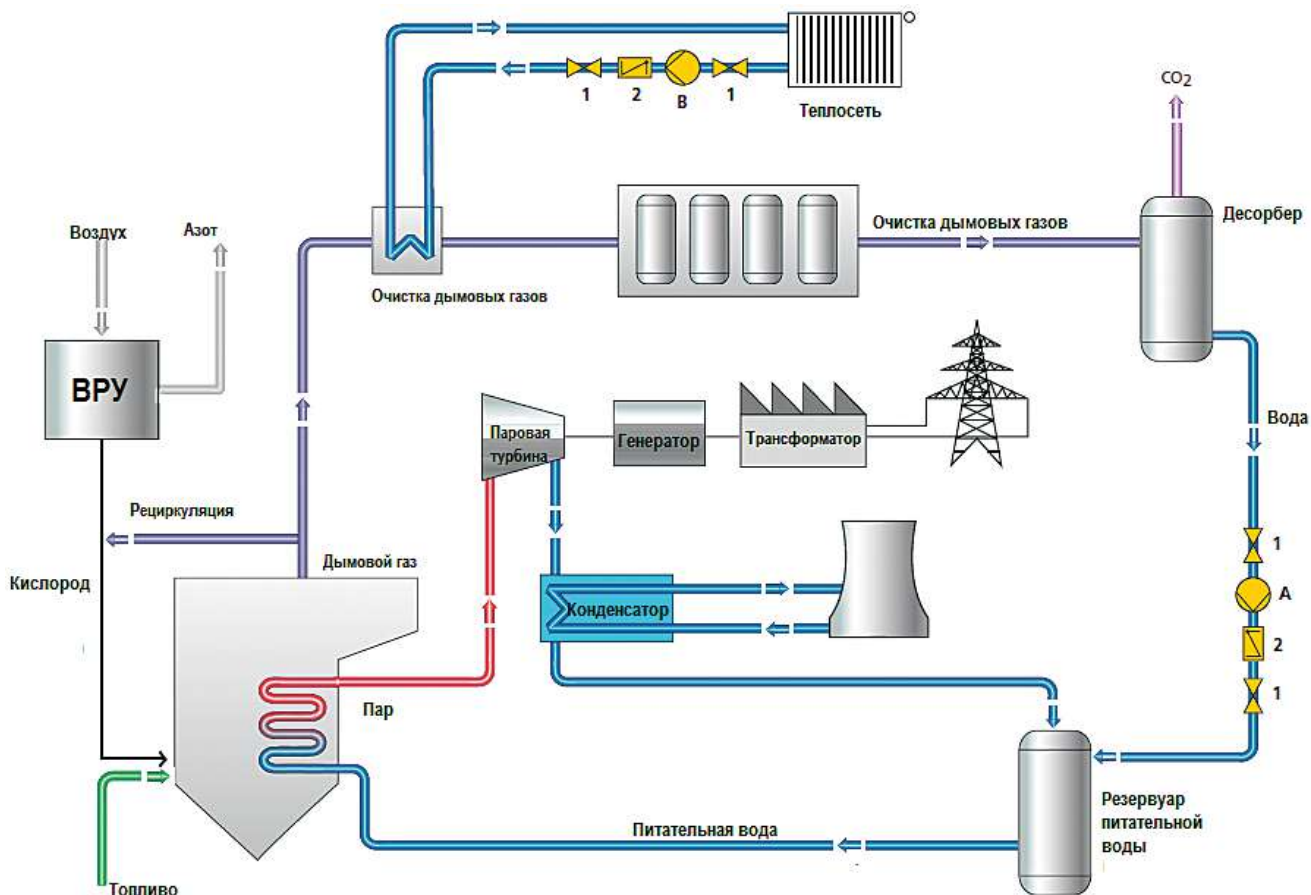 1
2
B
1
Теплосеть
CO2
Воздух
Азот
Очистка дымовых газов
Десорбер
Очистка дымовых газов
ВРУ
Паровая
турбина
Генератор
Трансформатор
Вода
Рециркуляция
Дымовой газ
Кислород
1
A
Конденсатор
2
1
Пар
Резервуар
питательной
воды
Питательная вода
Топливо